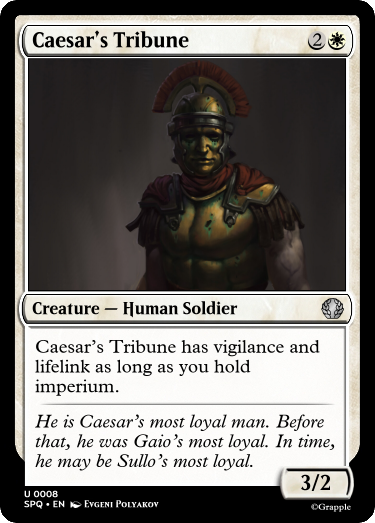 Caesar's Tribune 2
Creature — Human Soldier
Caesar's Tribune has vigilance and
lifelink as long as you hold
imperium.
He is Caesar's most loyal man. Before
that, he was Gaio's most loyal. In time,
he may be Sullo's most loyal.
3/2
U 0008
SPQ • EN Evgeni Polyakov
©Grapple